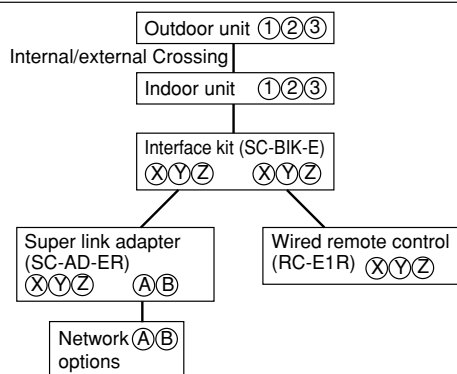 Outdoor unit ①②③
Internal/external Crossing
Indoor unit ①②③
Interface kit (SC-BIK-E)
ⓍⓎⓏ ⓍⓎⓏ
Super link adapter
(SC-AD-ER)
ⓍⓎⓏ ⒶⒷ
Wired remote control
(RC-E1R) ⓍⓎⓏ
Network ⒶⒷ
options